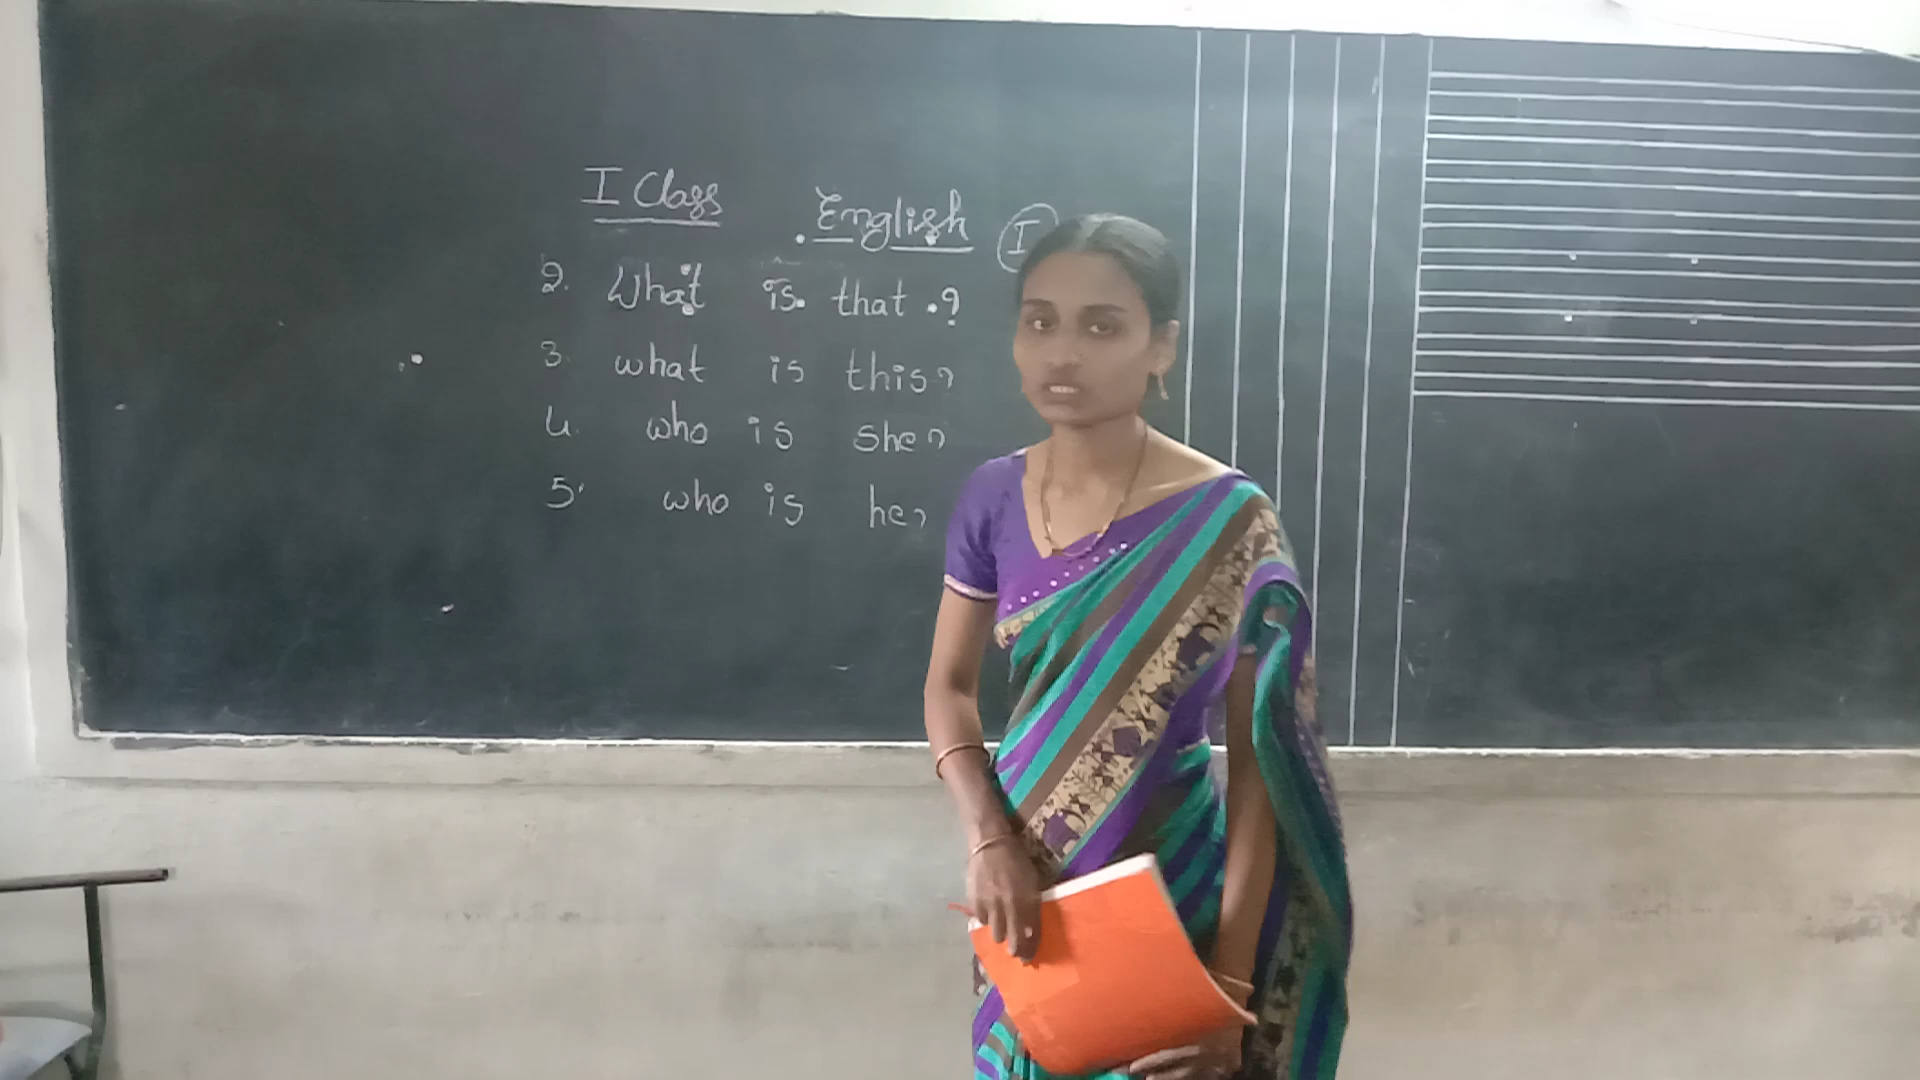 I Class English I
2. What is that ?
3. what is this?
4. who is she?
5. who is he?